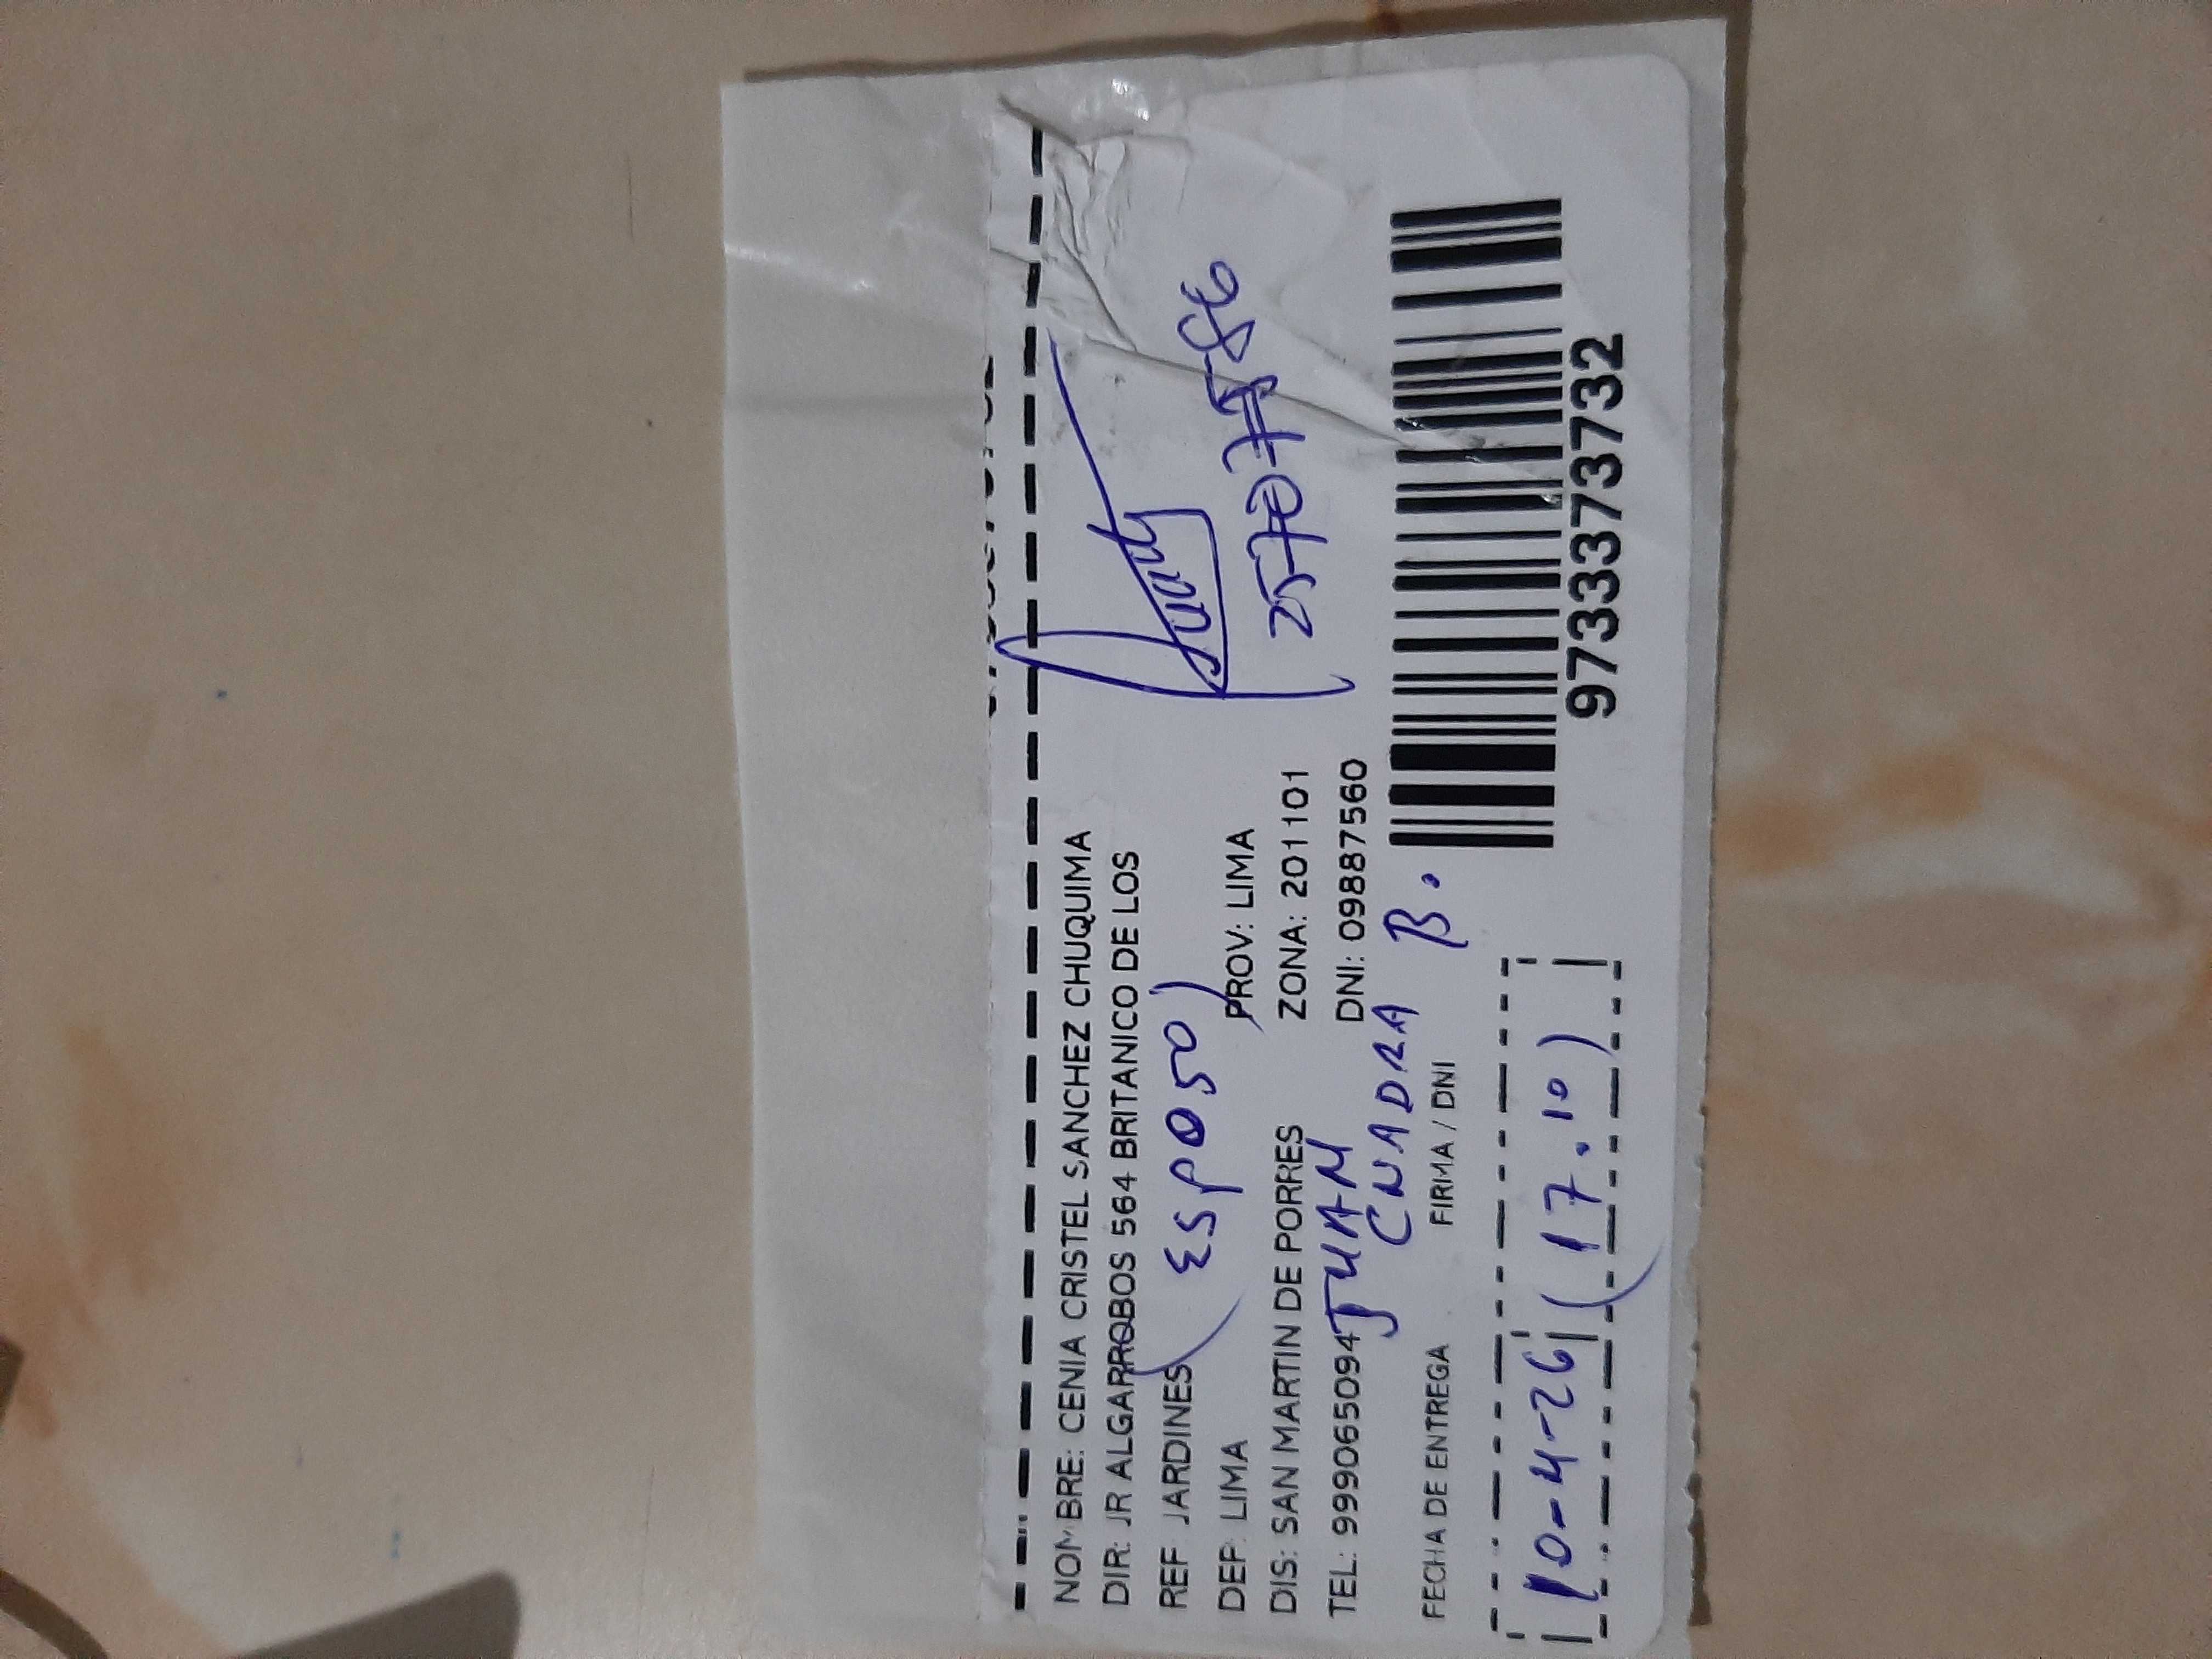 NOMBRE: CENIA CRISTEL SANCHEZ CHUQUIMA
DIR: JR ALGARROBOS 564 BRITANICO DE LOS
REF: JARDINES
(ESPOSO)
DEP: LIMA PROV: LIMA
DIS: SAN MARTIN DE PORRES ZONA: 201101
TEL: 999065094 DNI: 09887560
JUAN
CUADRA B.
FECHA DE ENTREGA FIRMA / DNI
10-4-26 (17.10)
9733373732